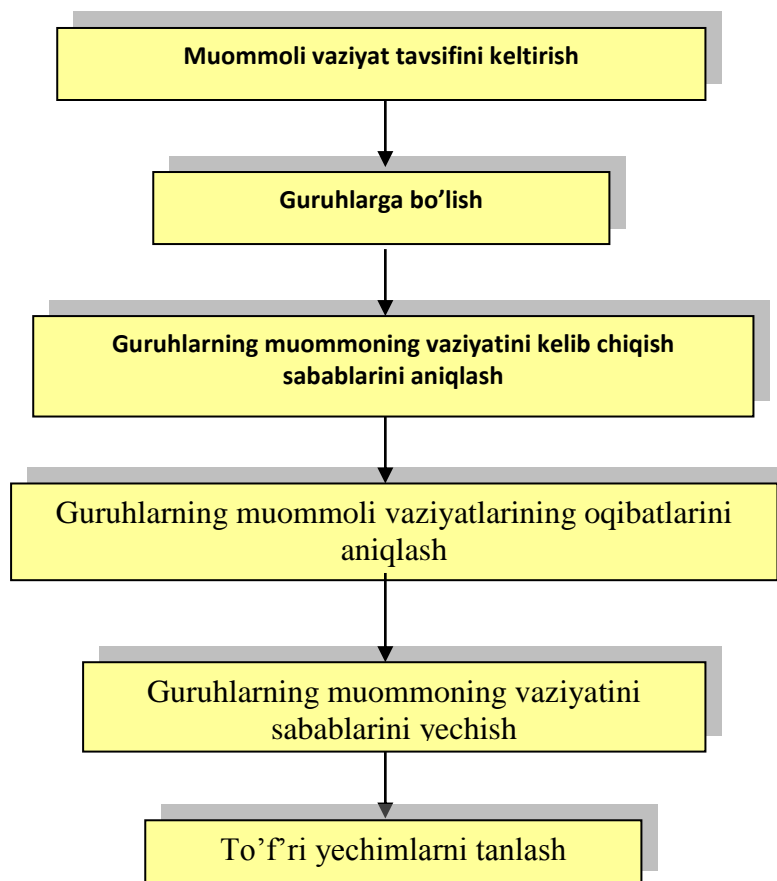 Muommoli vaziyat tavsifini keltirish
Guruhlarga bo’lish
Guruhlarning muommoning vaziyatini kelib chiqish
sabablarini aniqlash
Guruhlarning muommoli vaziyatlarining oqibatlarini
aniqlash
Guruhlarning muommoning vaziyatini
sabablarini yechish
To’f’ri yechimlarni tanlash